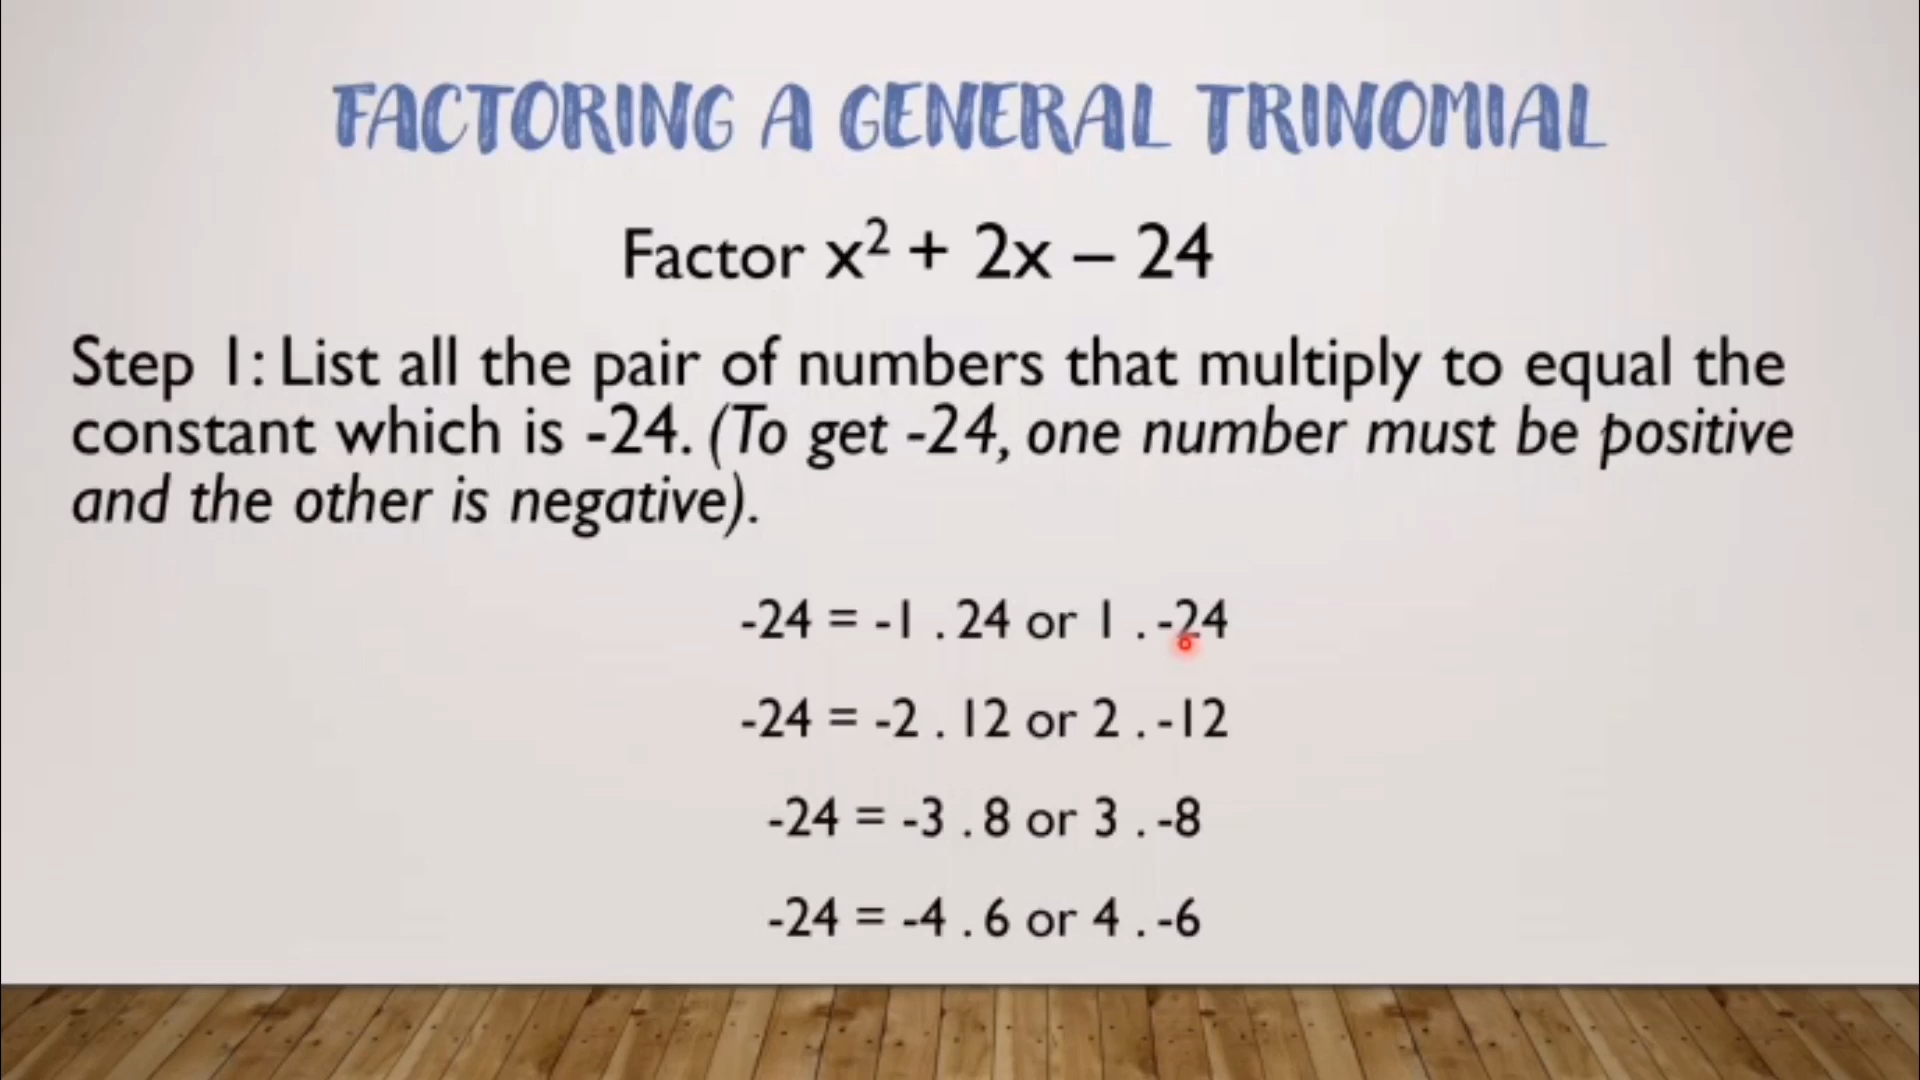 FACTORING A GENERAL TRINOMIAL
Factor x² + 2x – 24
Step 1: List all the pair of numbers that multiply to equal the
constant which is -24. (To get -24, one number must be positive
and the other is negative).
-24 = -1 . 24 or 1 . -24
-24 = -2 . 12 or 2 . -12
-24 = -3 . 8 or 3 . -8
-24 = -4 . 6 or 4 . -6